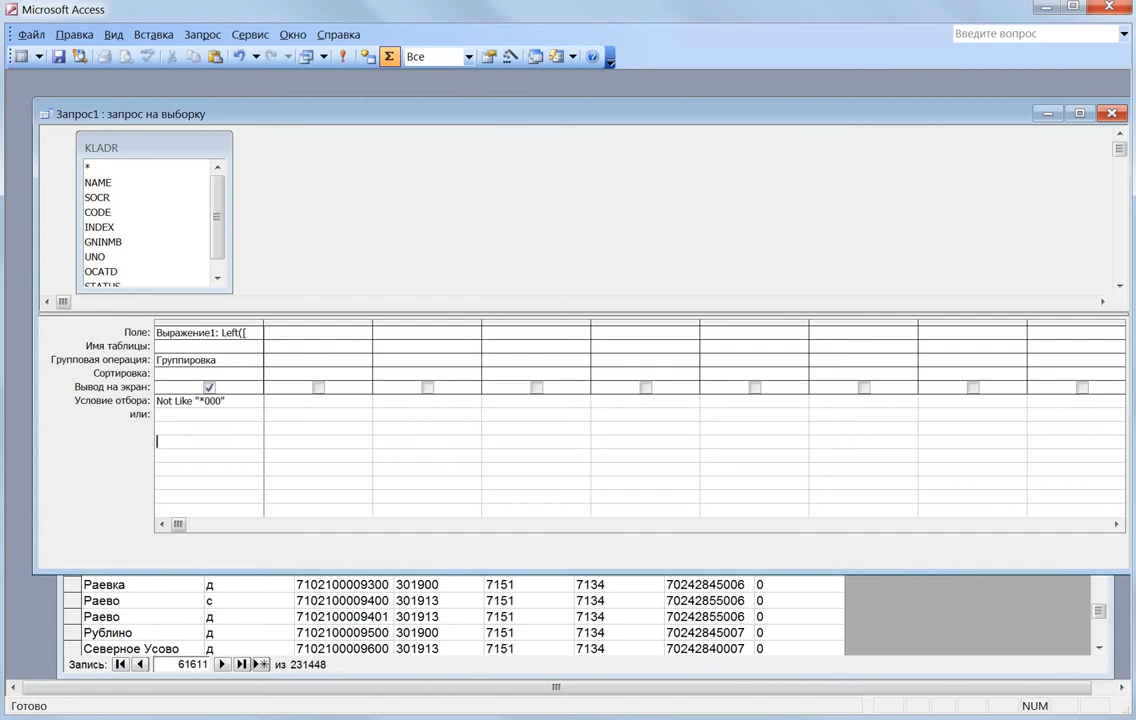 Microsoft Access
Файл Правка Вид Вставка Запрос Сервис Окно Справка
Введите вопрос
Σ Все
Запрос1 : запрос на выборку
KLADR
*
NAME
SOCR
CODE
INDEX
GNINMB
UNO
OCATD
STATUS
Поле: Выражение1: Left([
Имя таблицы:
Групповая операция: Группировка
Сортировка:
Вывод на экран:
Условие отбора: Not Like "*000"
или:
Раевка д 7102100009300 301900 7151 7134 70242845006 0
Раево с 7102100009400 301913 7151 7134 70242855006 0
Раево д 7102100009401 301913 7151 7134 70242855006 0
Рублино д 7102100009500 301900 7151 7134 70242845007 0
Северное Усово д 7102100009600 301913 7151 7134 70242840007 0
Запись: 61611 из 231448
Готово NUM